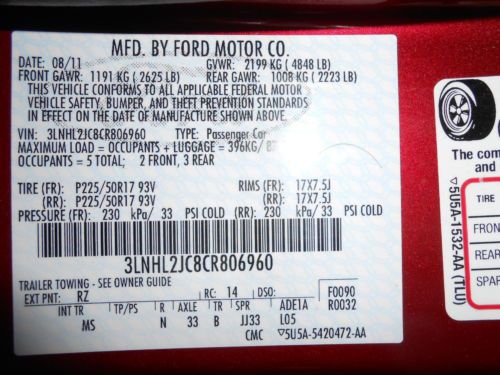 MFD. BY FORD MOTOR CO.
DATE: 08/11 GVWR: 2199 KG ( 4848 LB)
FRONT GAWR: 1191 KG ( 2625 LB) REAR GAWR: 1008 KG ( 2223 LB)
THIS VEHICLE CONFORMS TO ALL APPLICABLE FEDERAL MOTOR
VEHICLE SAFETY, BUMPER, AND THEFT PREVENTION STANDARDS
IN EFFECT ON THE DATE OF MANUFACTURE SHOWN ABOVE.
VIN: 3LNHL2JC8CR806960 TYPE: Passenger Car
MAXIMUM LOAD = OCCUPANTS + LUGGAGE = 396KG/ 87
OCCUPANTS = 5 TOTAL; 2 FRONT, 3 REAR
TIRE (FR): P225/50R17 93V RIMS (FR): 17X7.5J
(RR): P225/50R17 93V (RR): 17X7.5J
PRESSURE (FR): 230 kPa/ 33 PSI COLD (RR): 230 kPa/ 33 PSI COLD
3LNHL2JC8CR806960
TRAILER TOWING - SEE OWNER GUIDE
EXT PNT: RZ RC: 14 DSO: F0090
R0032
INT TR TP/PS R AXLE TR SPR ADE1A
MS N 33 B JJ33 L05
CMC ▽5U5A-5420472-AA
▽5U5A-1532-AA (TLU)
The com
and
TIRE
FRON
REAR
SPAR